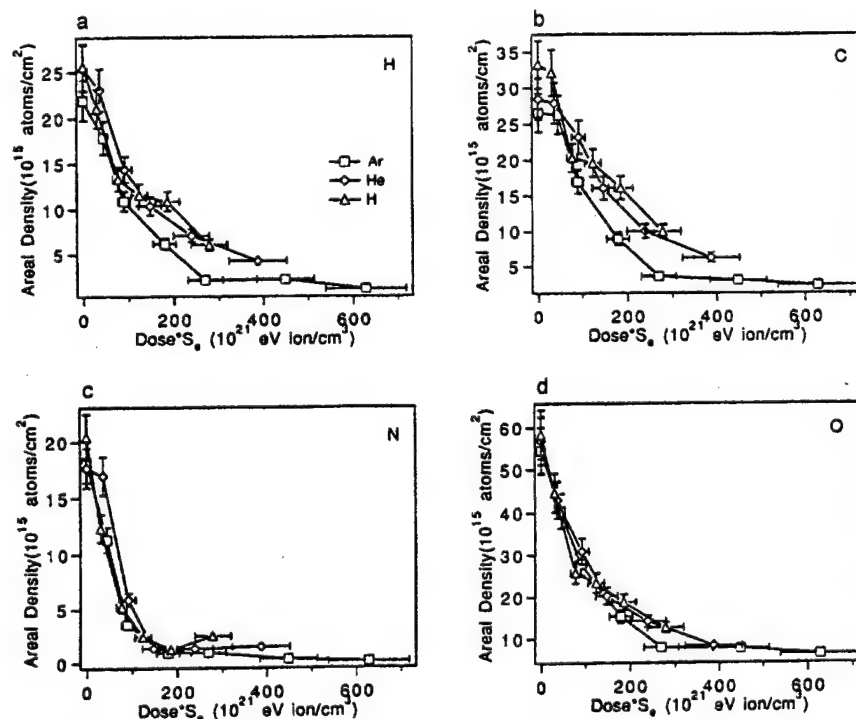 a
H
25
20
15
10
5
Areal Density(10¹⁵ atoms/cm²)
Ar
He
H
0 200 400 600
Dose*Sₑ (10²¹ eV ion/cm³)
b
C
35
30
25
20
15
10
5
Areal Density(10¹⁵ atoms/cm²)
0 200 400 600
Dose*Sₑ (10²¹ eV ion/cm³)
c
N
20
15
10
5
0
Areal Density(10¹⁵ atoms/cm²)
0 200 400 600
Dose*Sₑ (10²¹ eV ion/cm³)
d
O
60
50
40
30
20
10
Areal Density(10¹⁵ atoms/cm²)
0 200 400 600
Dose*Sₑ (10²¹ eV ion/cm³)